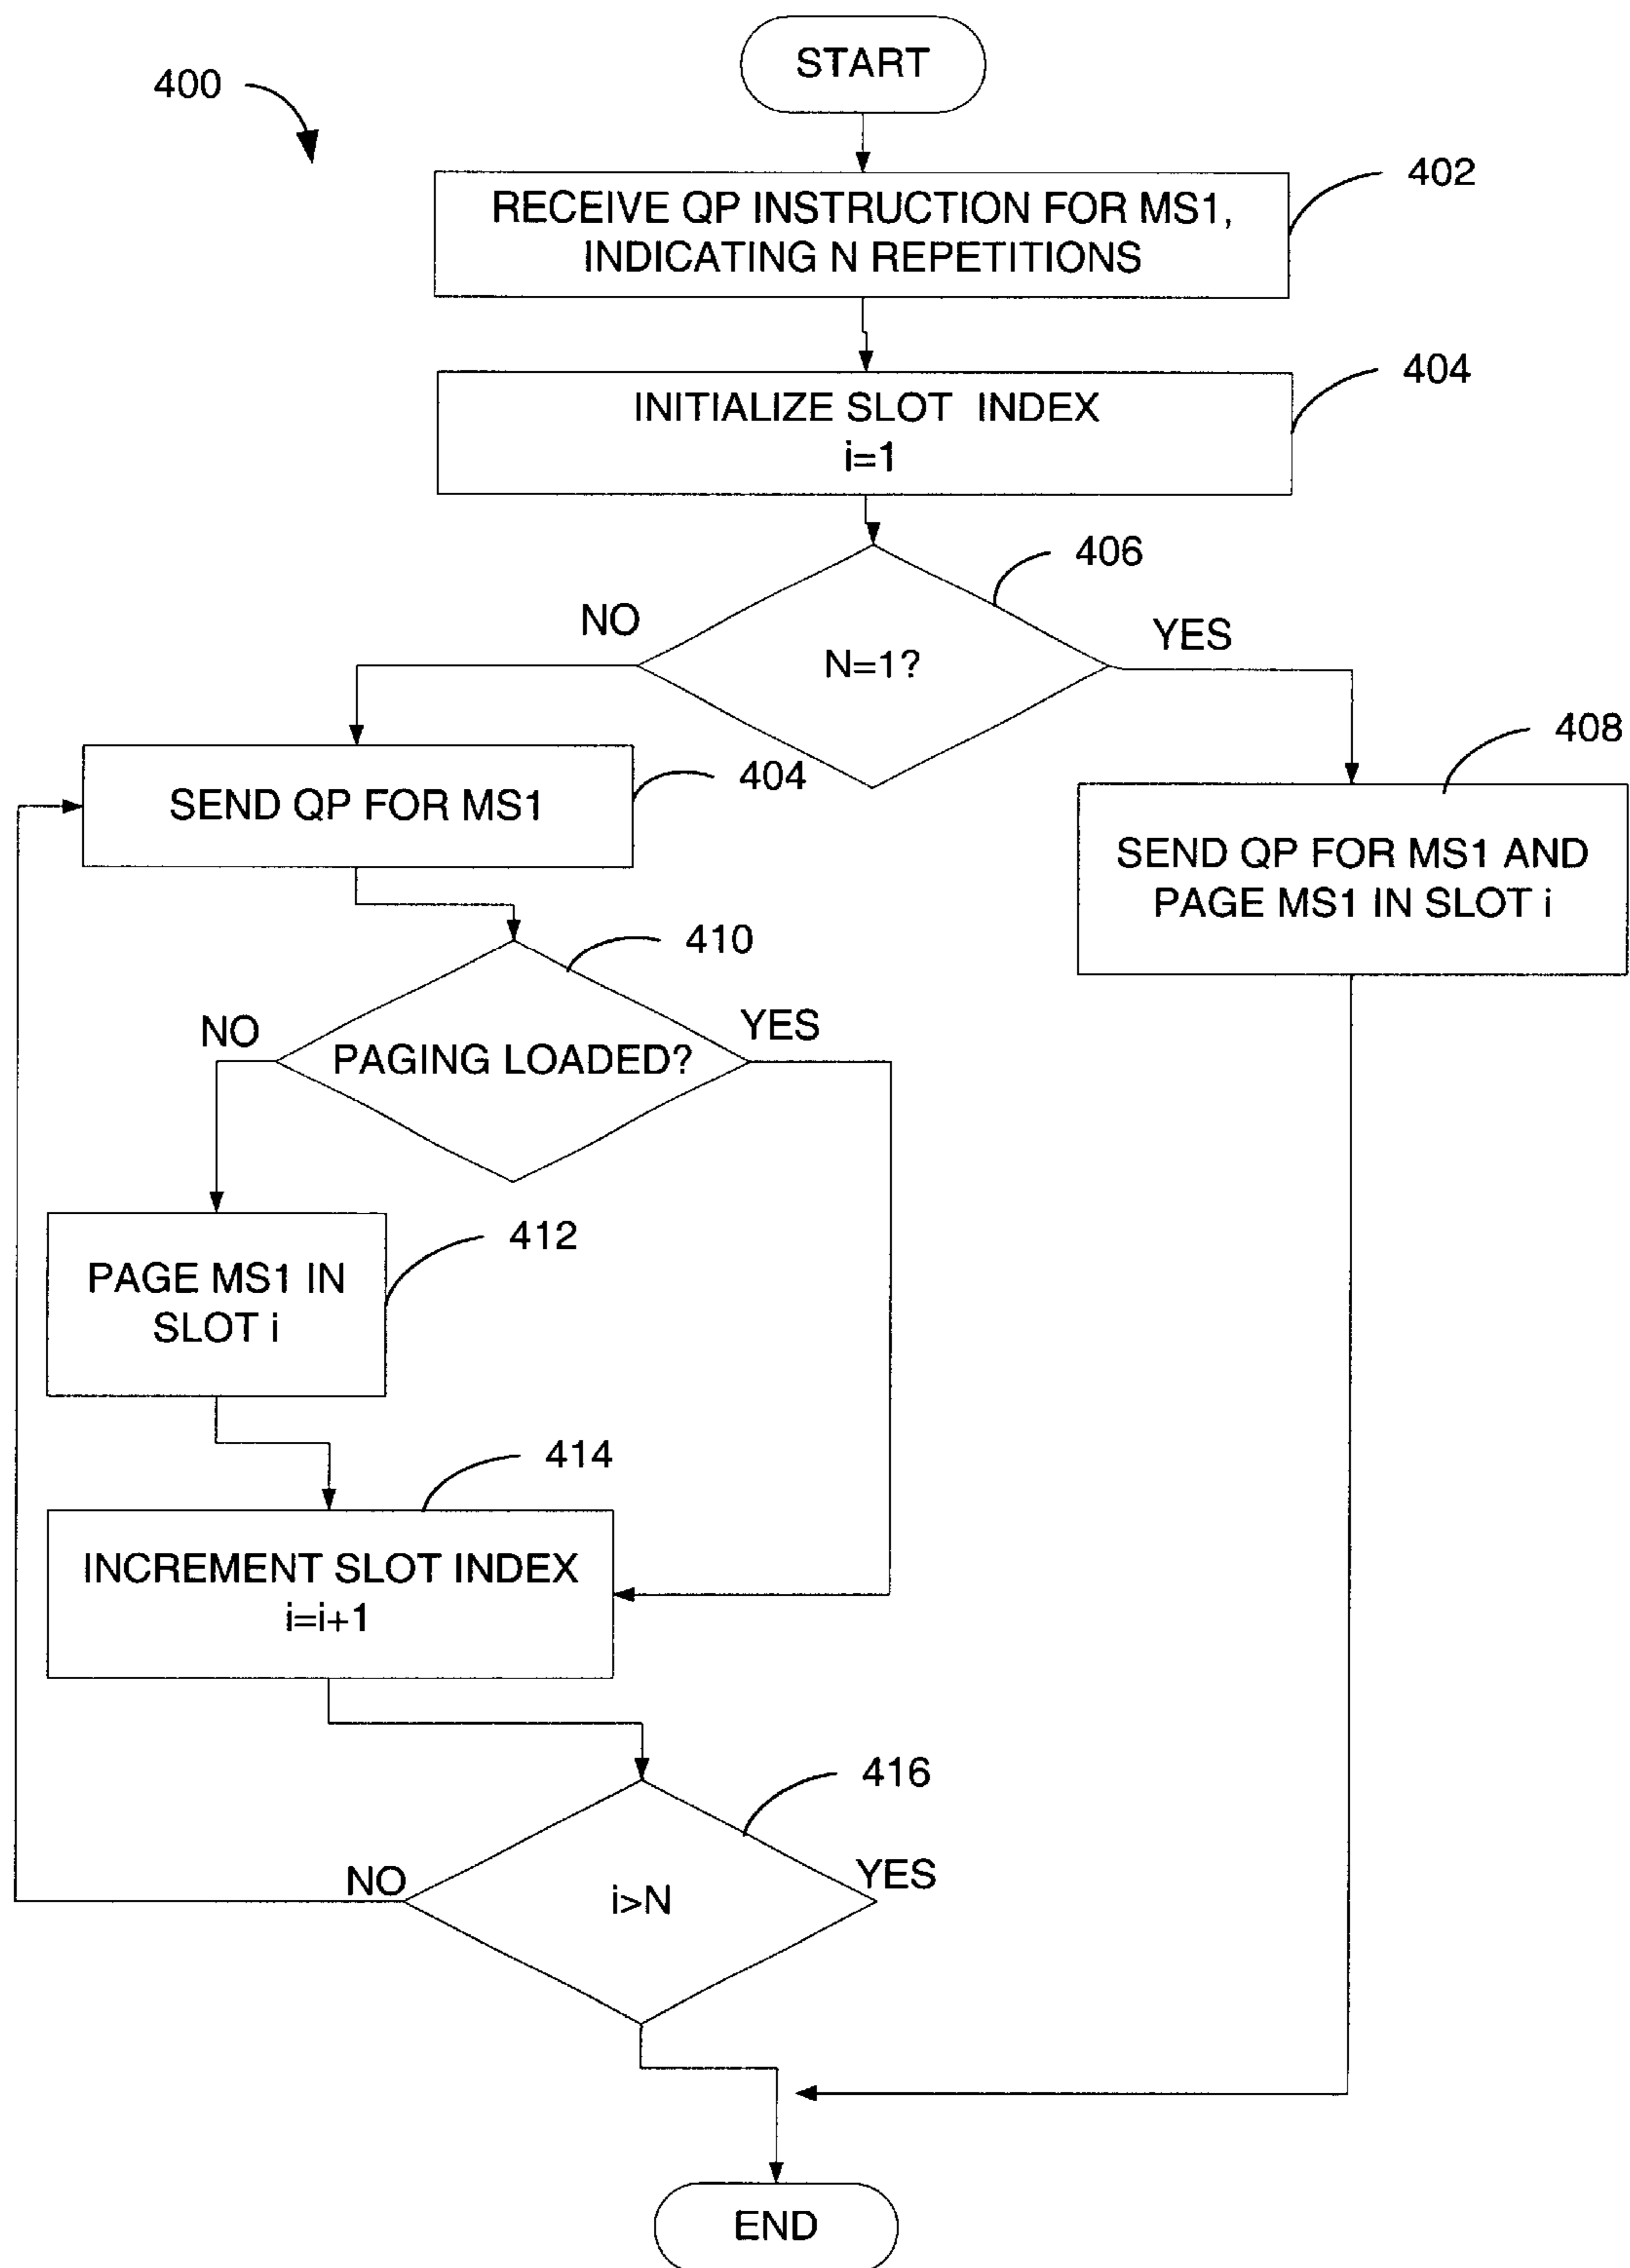 START
400
402
RECEIVE QP INSTRUCTION FOR MS1,
INDICATING N REPETITIONS
404
INITIALIZE SLOT INDEX
i=1
406
NO
YES
N=1?
408
404
SEND QP FOR MS1
SEND QP FOR MS1 AND
PAGE MS1 IN SLOT i
410
NO
YES
PAGING LOADED?
412
PAGE MS1 IN
SLOT i
414
INCREMENT SLOT INDEX
i=i+1
416
NO
YES
i>N
END